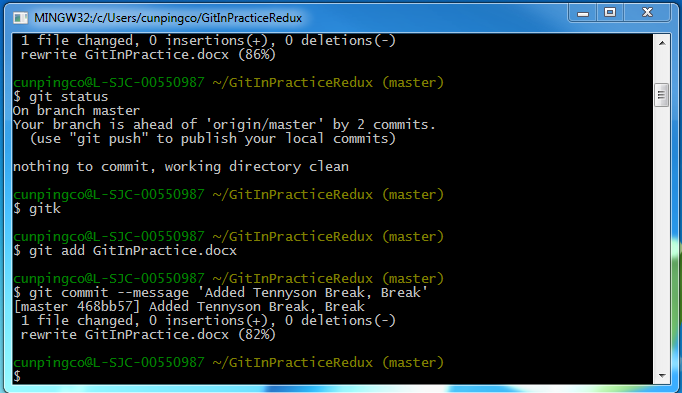 MINGW32:/c/Users/cunpingco/GitInPracticeRedux
1 file changed, 0 insertions(+), 0 deletions(-)
rewrite GitInPractice.docx (86%)
cunpingco@L-SJC-00550987 ~/GitInPracticeRedux (master)
$ git status
On branch master
Your branch is ahead of 'origin/master' by 2 commits.
(use "git push" to publish your local commits)
nothing to commit, working directory clean
cunpingco@L-SJC-00550987 ~/GitInPracticeRedux (master)
$ gitk
cunpingco@L-SJC-00550987 ~/GitInPracticeRedux (master)
$ git add GitInPractice.docx
cunpingco@L-SJC-00550987 ~/GitInPracticeRedux (master)
$ git commit --message 'Added Tennyson Break, Break'
[master 468bb57] Added Tennyson Break, Break
1 file changed, 0 insertions(+), 0 deletions(-)
rewrite GitInPractice.docx (82%)
cunpingco@L-SJC-00550987 ~/GitInPracticeRedux (master)
$